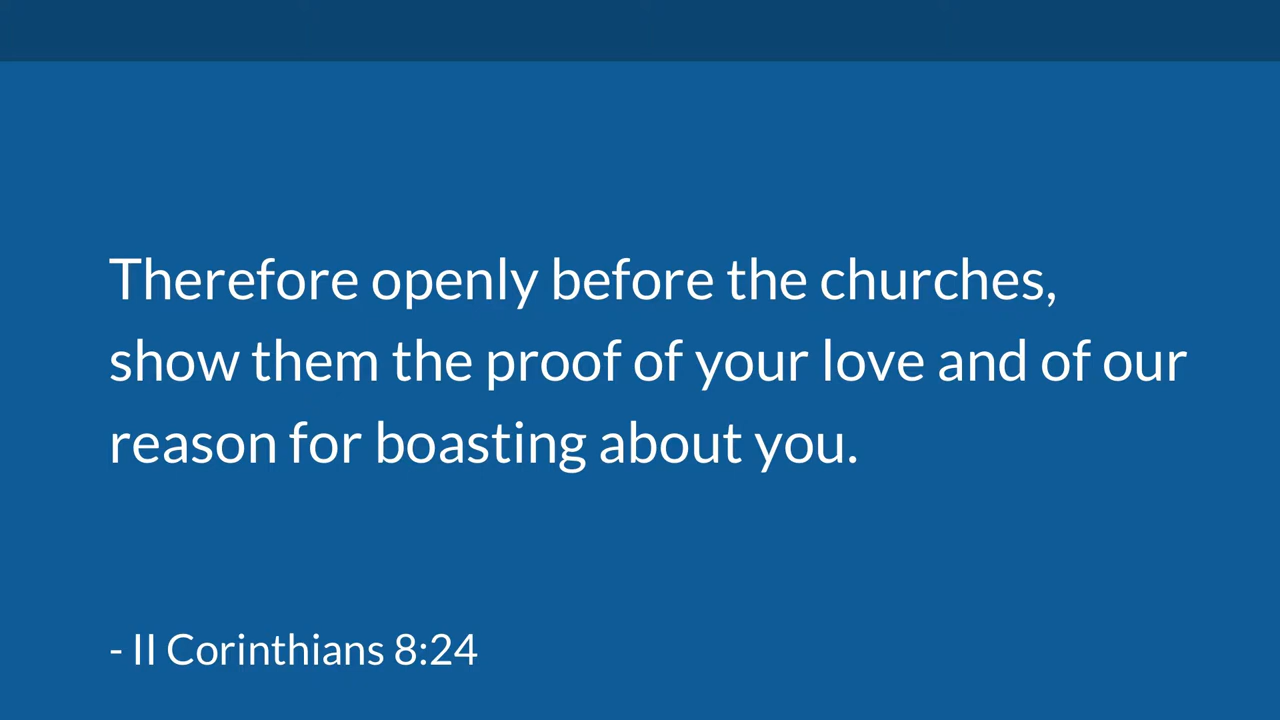 Therefore openly before the churches,
show them the proof of your love and of our
reason for boasting about you.
- II Corinthians 8:24